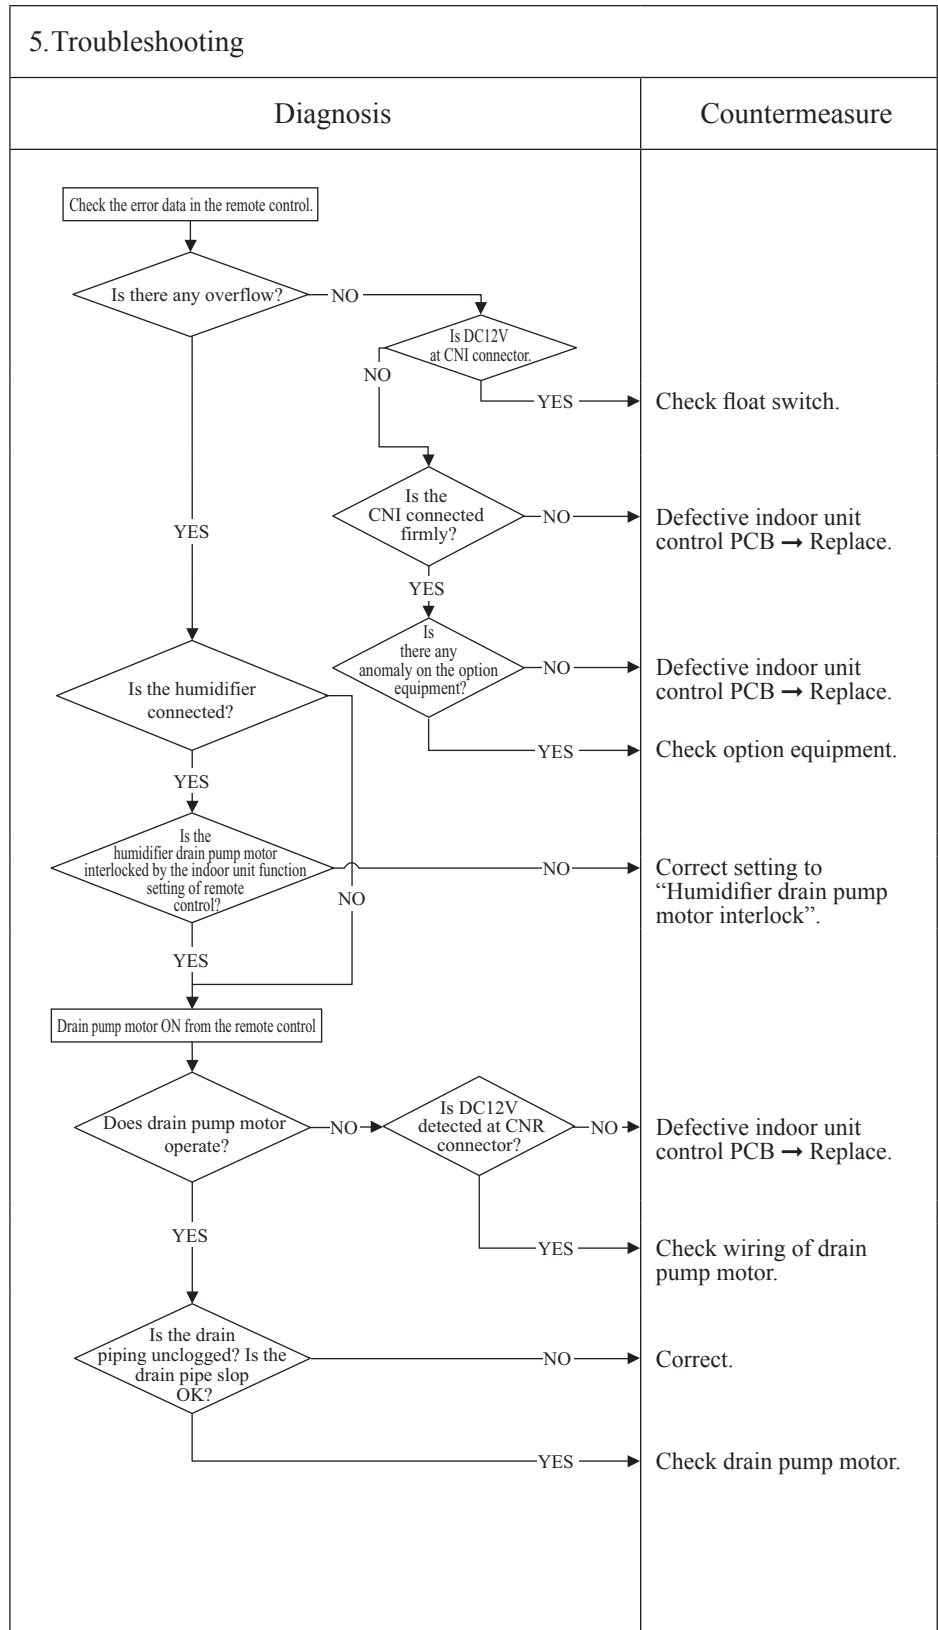 5.Troubleshooting
Diagnosis
Countermeasure
Check the error data in the remote control.
Is there any overflow?
NO
Is DC12V
at CNI connector.
NO
YES
Check float switch.
Is the
CNI connected
firmly?
NO
Defective indoor unit
control PCB → Replace.
YES
YES
Is
there any
anomaly on the option
equipment?
NO
Defective indoor unit
control PCB → Replace.
Is the humidifier
connected?
YES
Check option equipment.
YES
Is the
humidifier drain pump motor
interlocked by the indoor unit function
setting of remote
control?
NO
Correct setting to
“Humidifier drain pump
motor interlock”.
NO
YES
Drain pump motor ON from the remote control
Does drain pump motor
operate?
NO
Is DC12V
detected at CNR
connector?
NO
Defective indoor unit
control PCB → Replace.
YES
YES
Check wiring of drain
pump motor.
Is the drain
piping unclogged? Is the
drain pipe slop
OK?
NO
Correct.
YES
Check drain pump motor.